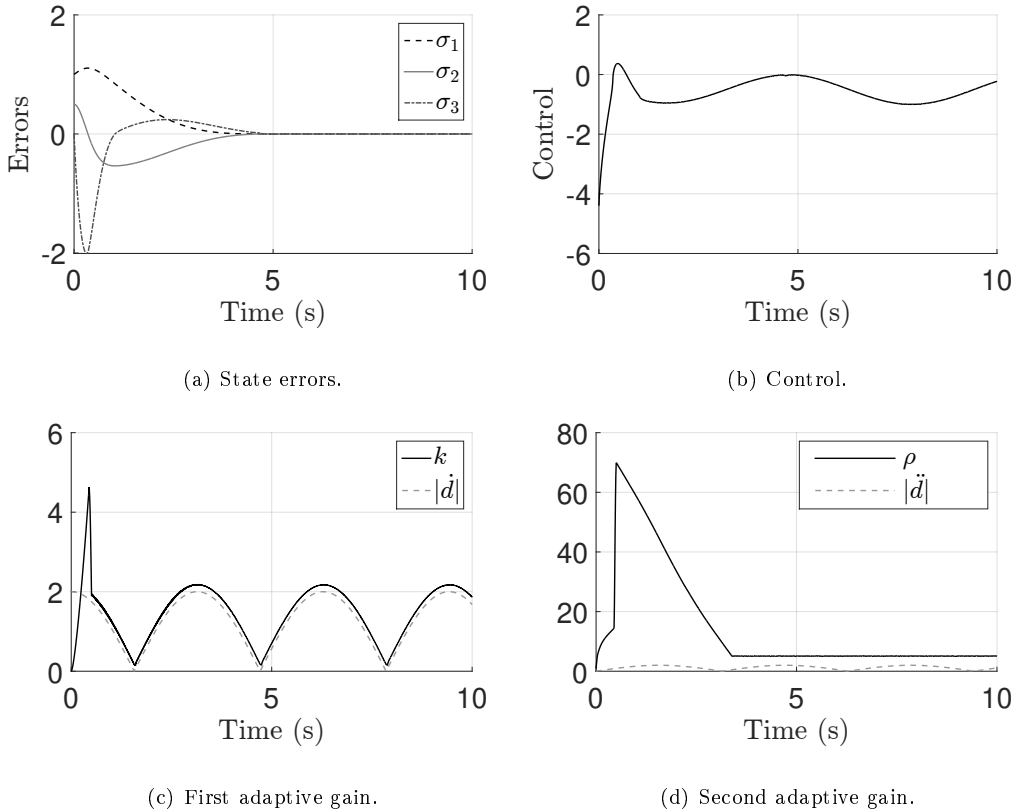 2
0
-2
Errors
0
5
10
Time (s)
σ₁
σ₂
σ₃
(a) State errors.
0
-2
-4
-6
2
Control
0
5
10
Time (s)
(b) Control.
6
4
2
0
0
5
10
Time (s)
k
|ḋ|
(c) First adaptive gain.
80
60
40
20
0
0
5
10
Time (s)
ρ
|d̈|
(d) Second adaptive gain.